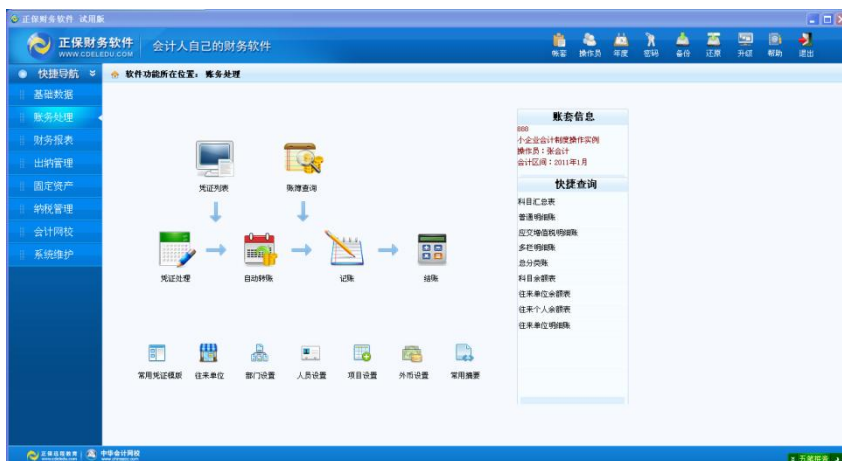 正保财务软件 试用版
正保财务软件
WWW.CDELEDU.COM
会计人自己的财务软件
帐套 操作员 年度 密码 备份 还原 升级 帮助 退出
快捷导航
软件功能所在位置：账务处理
基础数据
账务处理
财务报表
出纳管理
固定资产
纳税管理
会计网校
系统维护
凭证列表 账簿查询
凭证处理 自动转账 记账 结账
常用凭证模版 往来单位 部门设置 人员设置 项目设置 外币设置 常用摘要
账套信息
888
小企业会计制度操作实例
操作员：张会计
会计区间：2011年1月
快捷查询
科目汇总表
普通明细账
应交增值税明细账
多栏明细账
总分类账
科目余额表
往来单位余额表
往来个人余额表
往来单位明细账
正保远程教育
中华会计网校